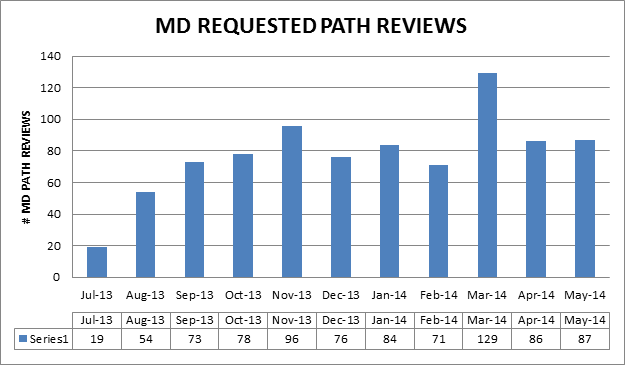 MD REQUESTED PATH REVIEWS
140
120
100
80
60
40
20
0
# MD PATH REVIEWS
Jul-13 Aug-13 Sep-13 Oct-13 Nov-13 Dec-13 Jan-14 Feb-14 Mar-14 Apr-14 May-14
Jul-13 Aug-13 Sep-13 Oct-13 Nov-13 Dec-13 Jan-14 Feb-14 Mar-14 Apr-14 May-14
Series1 19 54 73 78 96 76 84 71 129 86 87